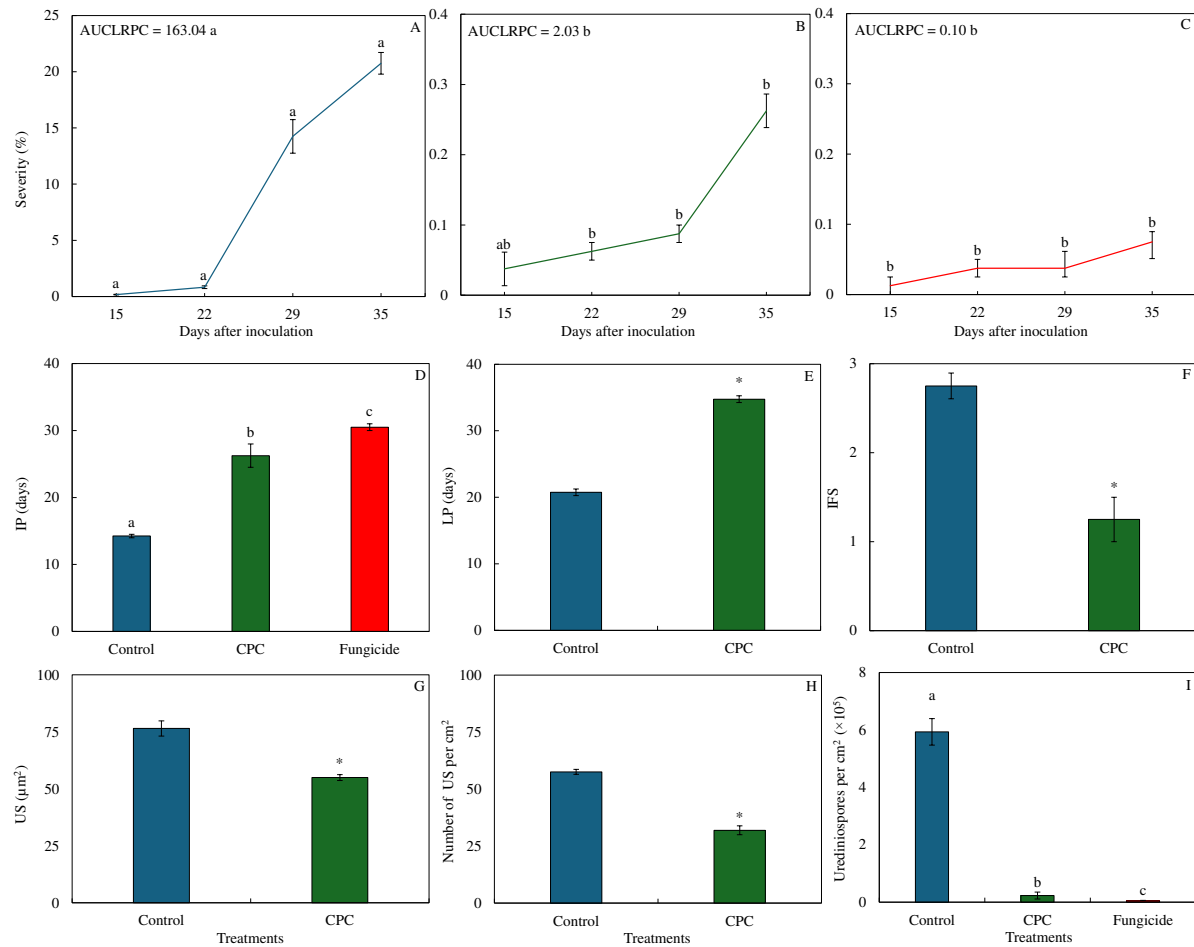 AUCLRPC = 163.04 a
A
25
20
15
10
5
0
Severity (%)
a
a
a
a
15
22
29
35
Days after inoculation
AUCLRPC = 2.03 b
B
0.4
0.3
0.2
0.1
0
ab
b
b
b
15
22
29
35
Days after inoculation
AUCLRPC = 0.10 b
C
0.4
0.3
0.2
0.1
0
b
b
b
b
15
22
29
35
Days after inoculation
D
40
30
20
10
0
IP (days)
a
b
c
Control
CPC
Fungicide
E
40
30
20
10
0
LP (days)
*
Control
CPC
F
3
2
1
0
IFS
*
Control
CPC
G
100
75
50
25
0
US (µm²)
*
Control
CPC
Treatments
H
100
75
50
25
0
Number of US per cm²
*
Control
CPC
Treatments
I
8
6
4
2
0
Urediniospores per cm² (×10⁵)
a
b
c
Control
CPC
Fungicide
Treatments